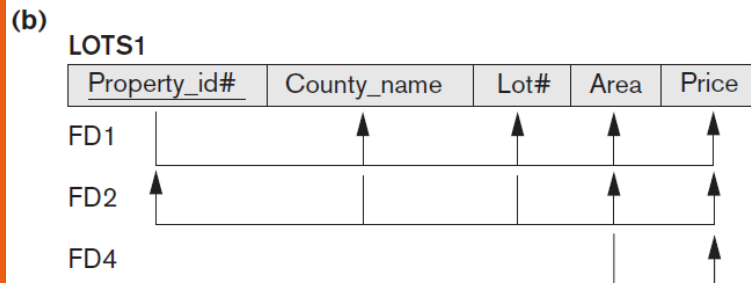 (b)
LOTS1
Property_id# County_name Lot# Area Price
FD1
FD2
FD4